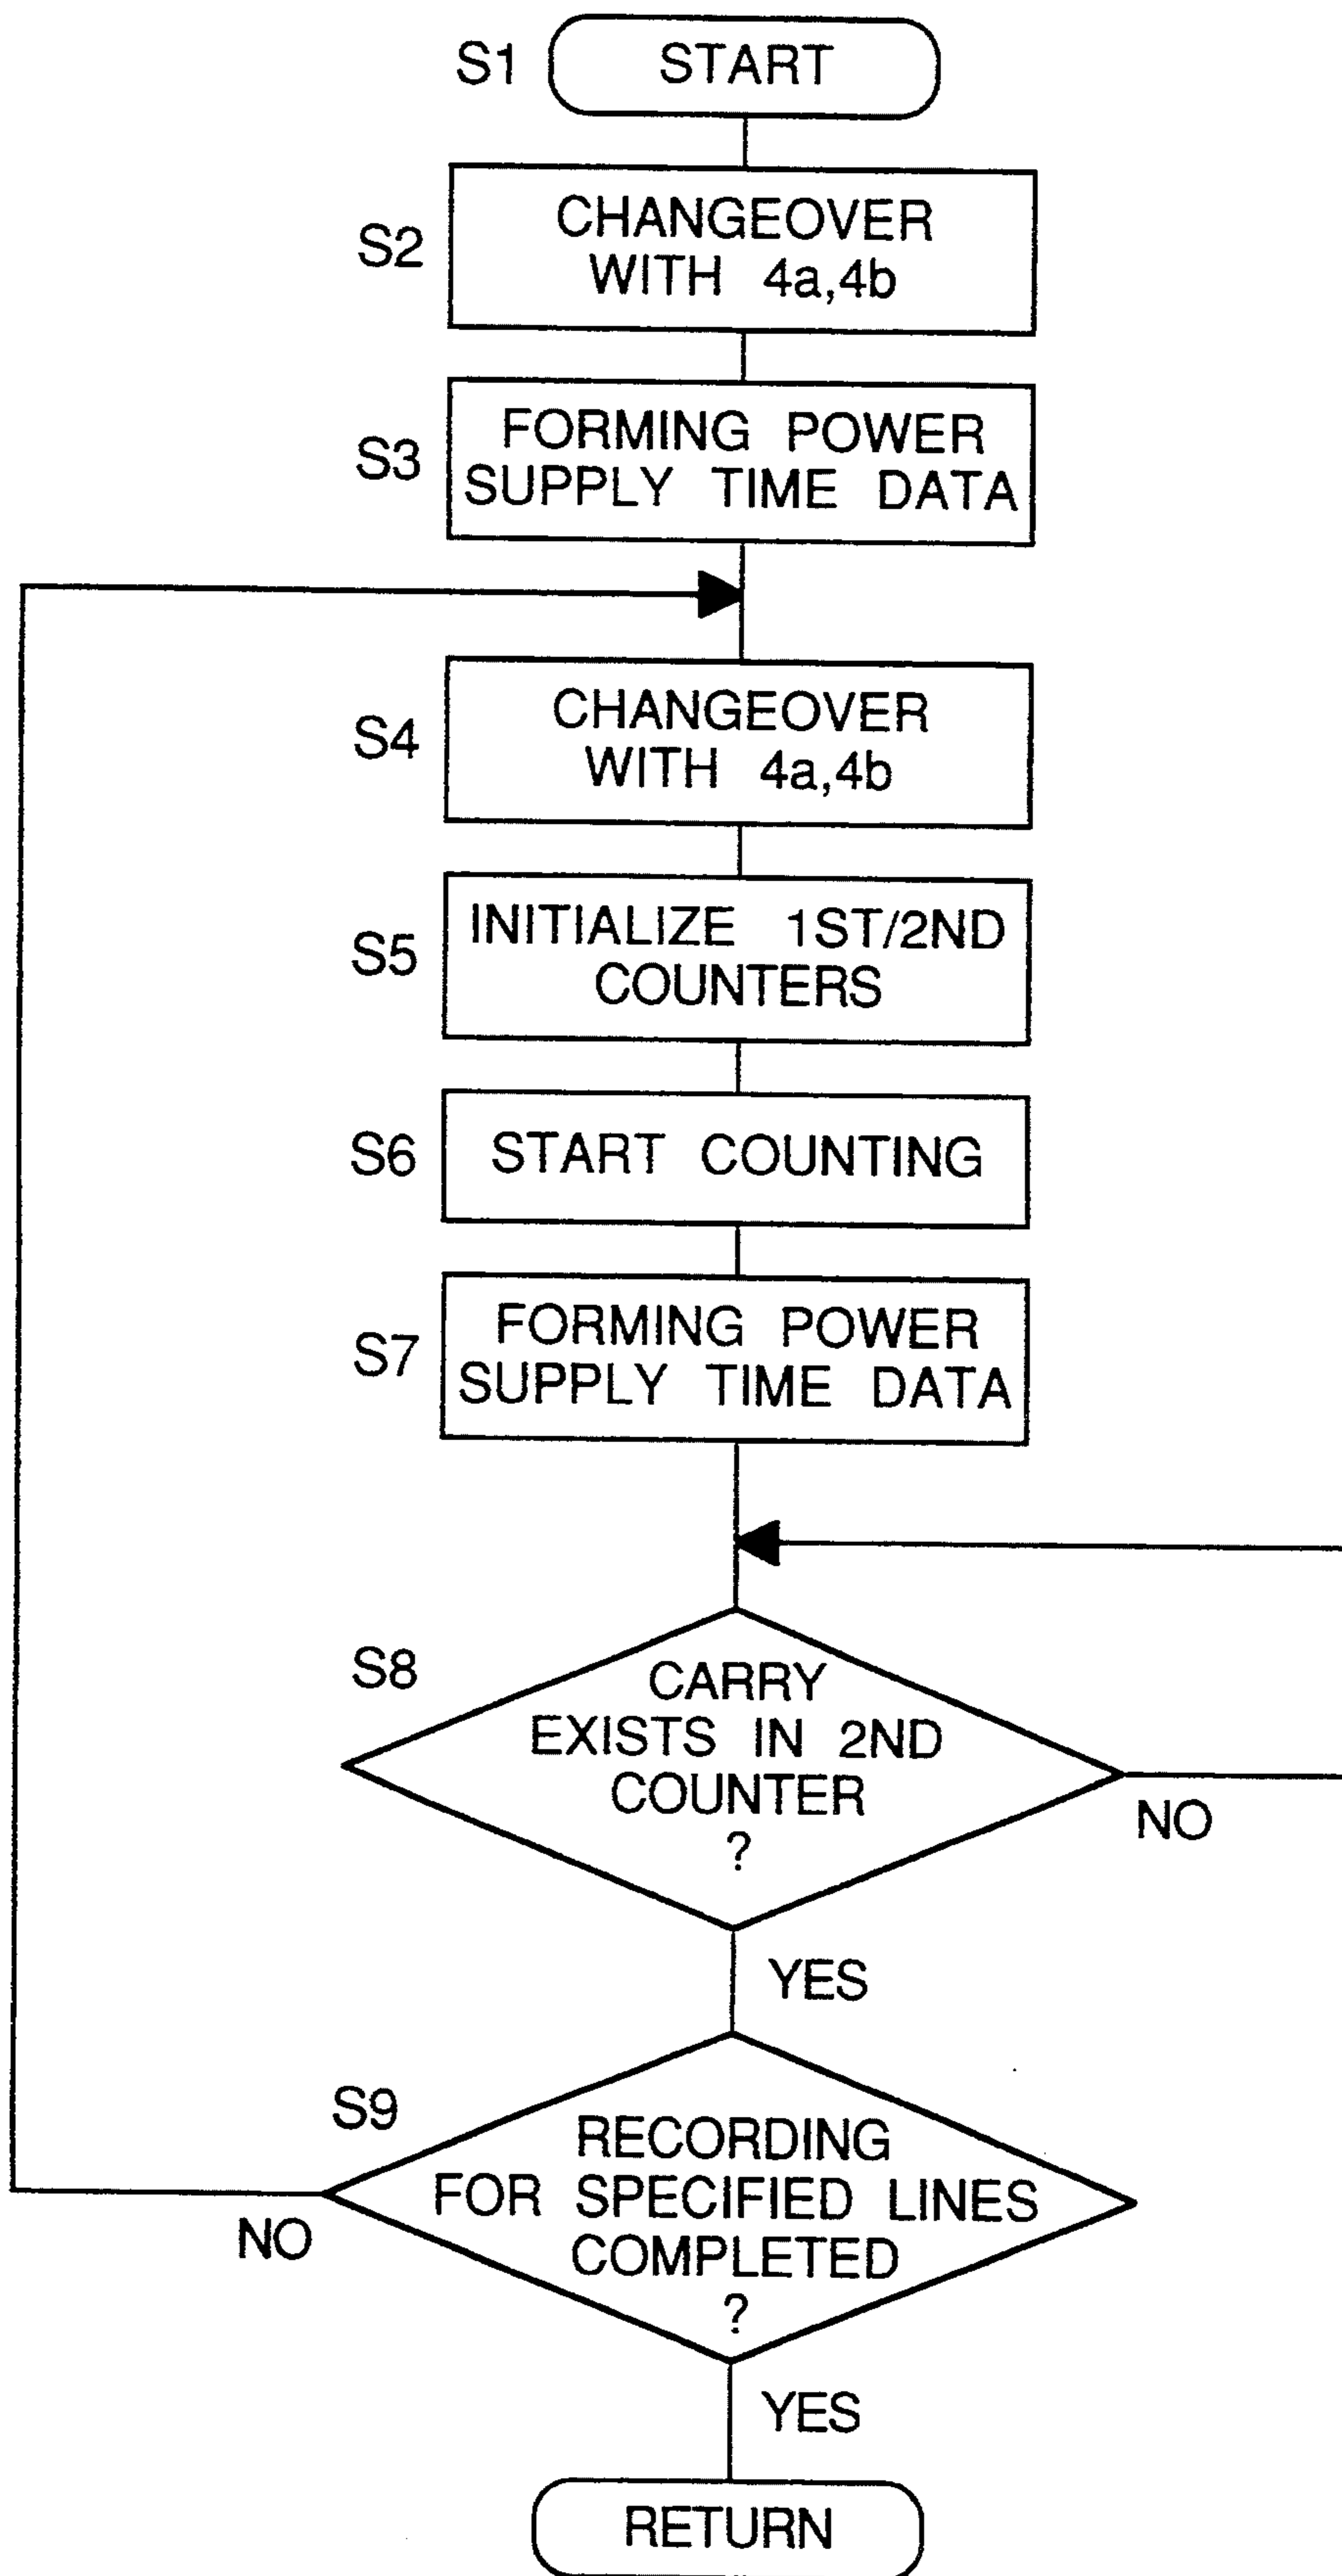 S1 START
S2 CHANGEOVER
WITH 4a,4b
S3 FORMING POWER
SUPPLY TIME DATA
S4 CHANGEOVER
WITH 4a,4b
S5 INITIALIZE 1ST/2ND
COUNTERS
S6 START COUNTING
S7 FORMING POWER
SUPPLY TIME DATA
S8 CARRY
EXISTS IN 2ND
COUNTER
?
NO
YES
S9 RECORDING
FOR SPECIFIED LINES
COMPLETED
?
NO
YES
RETURN